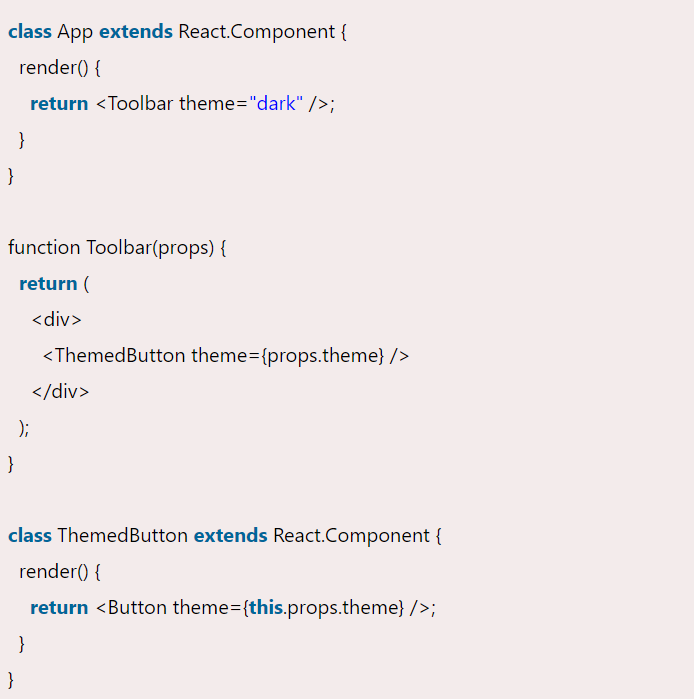 class App extends React.Component {
render() {
return <Toolbar theme="dark" />;
}
}
function Toolbar(props) {
return (
<div>
<ThemedButton theme={props.theme} />
</div>
);
}
class ThemedButton extends React.Component {
render() {
return <Button theme={this.props.theme} />;
}
}